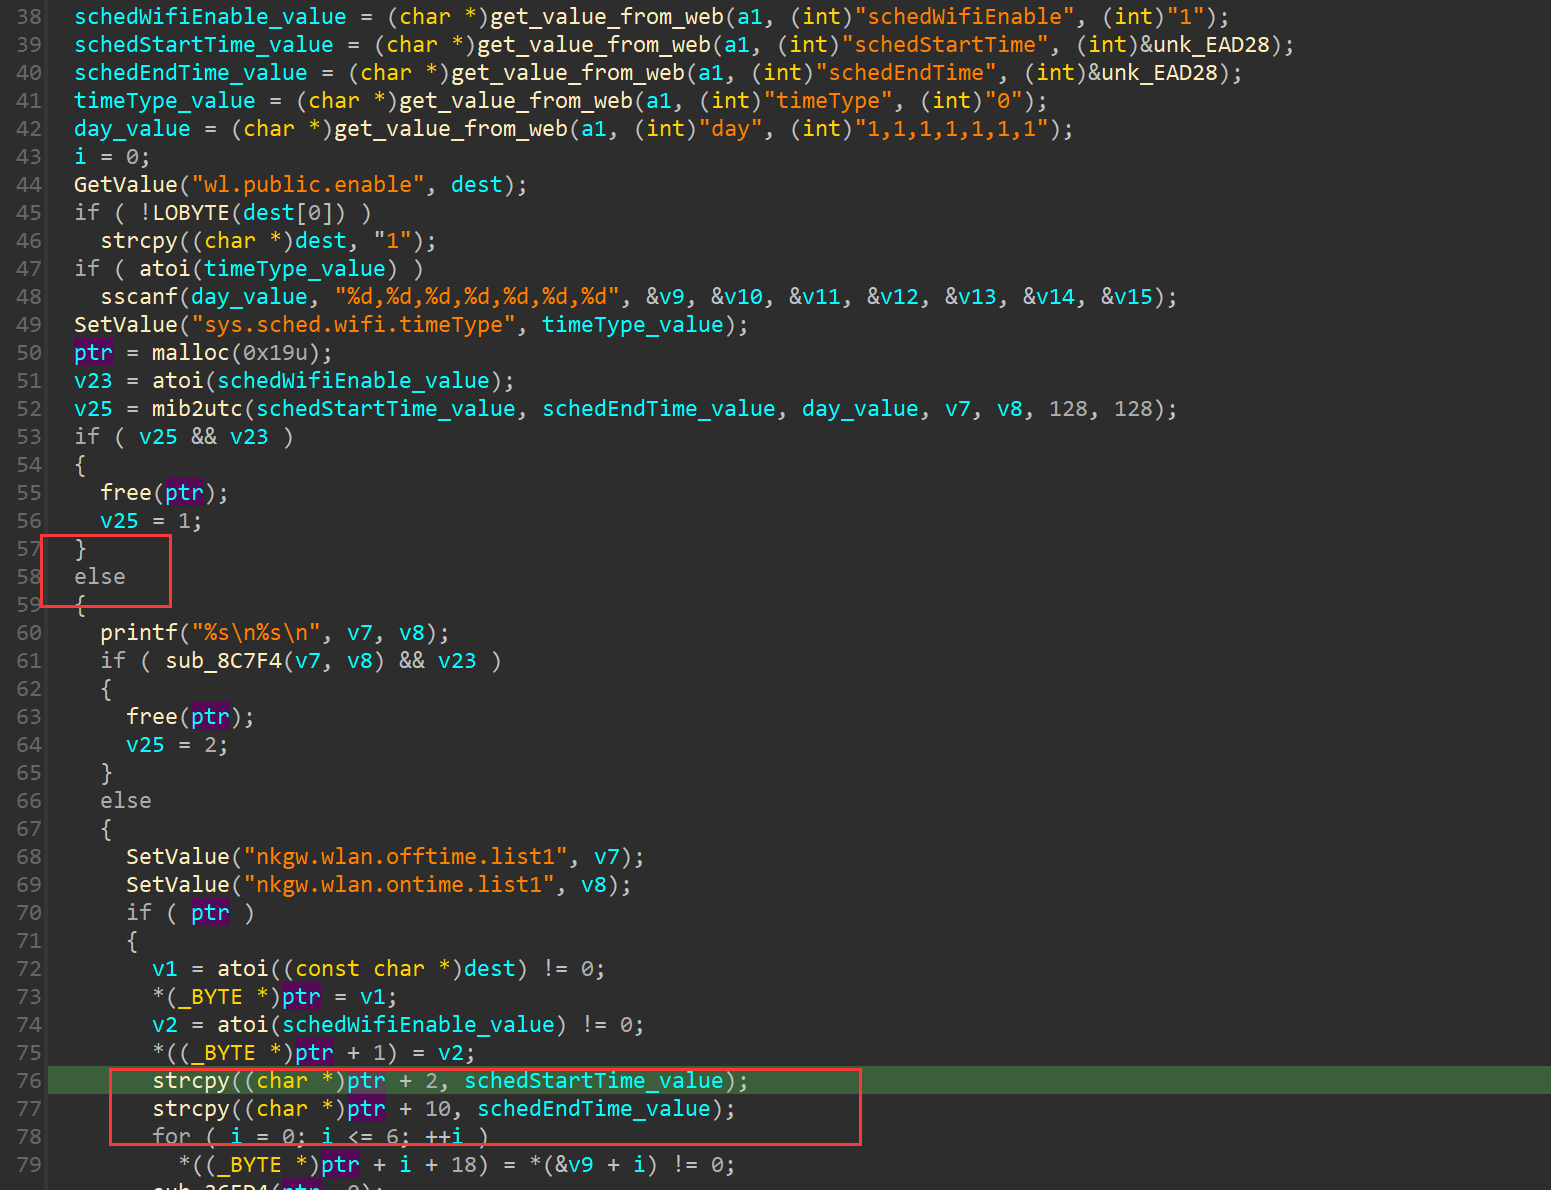 38 schedWifiEnable_value = (char *)get_value_from_web(a1, (int)"schedWifiEnable", (int)"1");
39 schedStartTime_value = (char *)get_value_from_web(a1, (int)"schedStartTime", (int)&unk_EAD28);
40 schedEndTime_value = (char *)get_value_from_web(a1, (int)"schedEndTime", (int)&unk_EAD28);
41 timeType_value = (char *)get_value_from_web(a1, (int)"timeType", (int)"0");
42 day_value = (char *)get_value_from_web(a1, (int)"day", (int)"1,1,1,1,1,1,1");
43 i = 0;
44 GetValue("wl.public.enable", dest);
45 if ( !LOBYTE(dest[0]) )
46 strcpy((char *)dest, "1");
47 if ( atoi(timeType_value) )
48 sscanf(day_value, "%d,%d,%d,%d,%d,%d,%d", &v9, &v10, &v11, &v12, &v13, &v14, &v15);
49 SetValue("sys.sched.wifi.timeType", timeType_value);
50 ptr = malloc(0x19u);
51 v23 = atoi(schedWifiEnable_value);
52 v25 = mib2utc(schedStartTime_value, schedEndTime_value, day_value, v7, v8, 128, 128);
53 if ( v25 && v23 )
54 {
55 free(ptr);
56 v25 = 1;
57 }
58 else
59 {
60 printf("%s\n%s\n", v7, v8);
61 if ( sub_8C7F4(v7, v8) && v23 )
62 {
63 free(ptr);
64 v25 = 2;
65 }
66 else
67 {
68 SetValue("nkgw.wlan.offtime.list1", v7);
69 SetValue("nkgw.wlan.ontime.list1", v8);
70 if ( ptr )
71 {
72 v1 = atoi((const char *)dest) != 0;
73 *(_BYTE *)ptr = v1;
74 v2 = atoi(schedWifiEnable_value) != 0;
75 *((_BYTE *)ptr + 1) = v2;
76 strcpy((char *)ptr + 2, schedStartTime_value);
77 strcpy((char *)ptr + 10, schedEndTime_value);
78 for ( i = 0; i <= 6; ++i )
79 *((_BYTE *)ptr + i + 18) = *(&v9 + i) != 0;